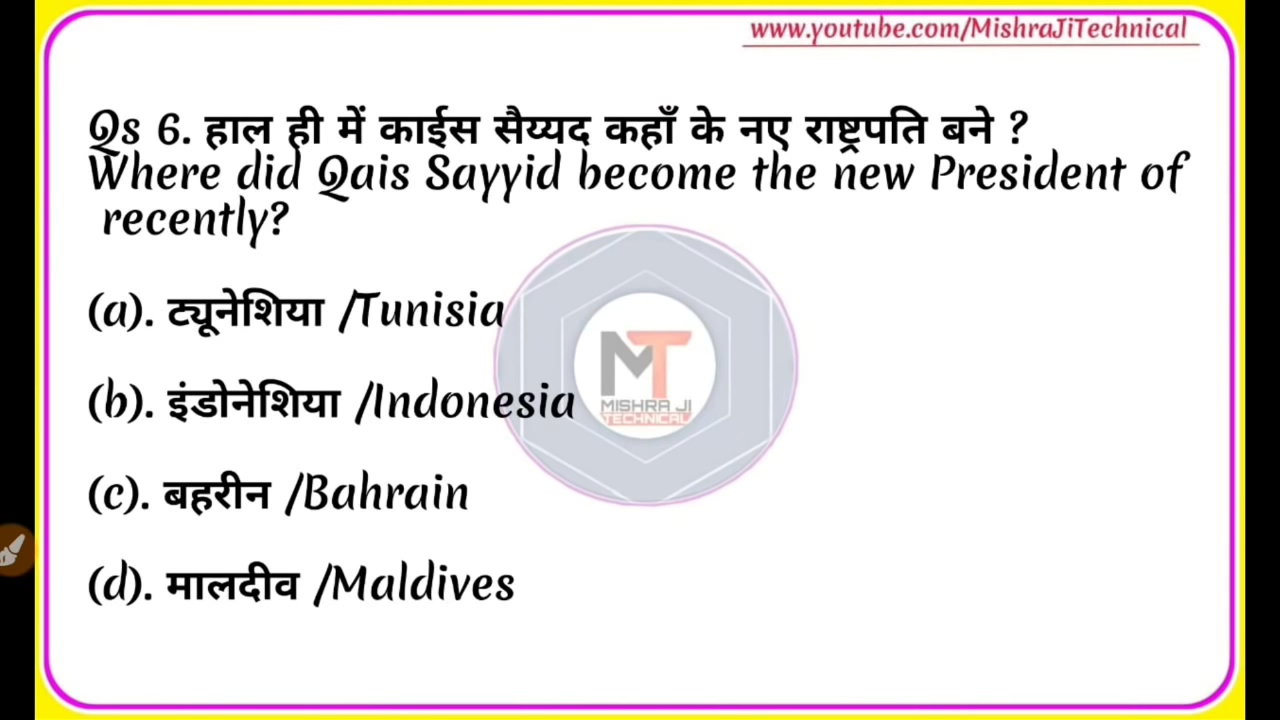 www.youtube.com/MishraJiTechnical
Qs 6. हाल ही में काईस सैय्यद कहाँ के नए राष्ट्रपति बने ?
Where did Qais Sayyid become the new President of
recently?
(a). ट्यूनेशिया /Tunisia
(b). इंडोनेशिया /Indonesia
MT
MISHRA JI
TECHNICAL
(c). बहरीन /Bahrain
(d). मालदीव /Maldives